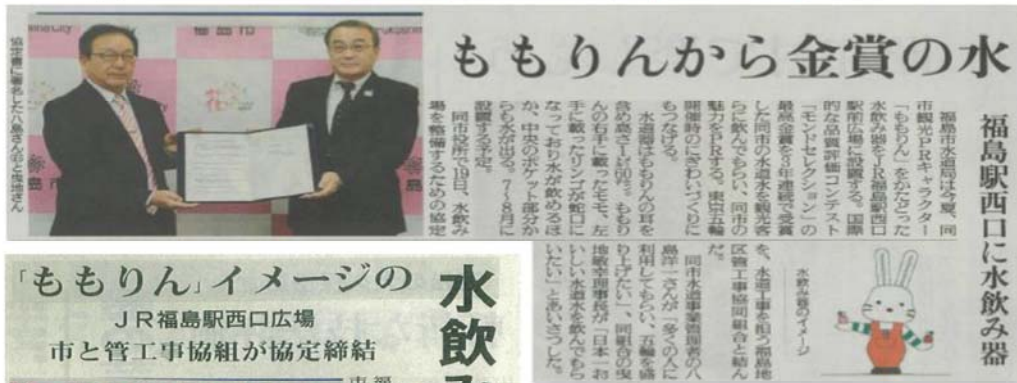 ももりんから金賞の水
福島駅西口に水飲み器
福島市水道局は今夏、同
市観光PRキャラクター
「ももりん」をかたどった
水飲み器をJR福島駅西口
駅前広場に設置する。国際
的な品質評価コンテスト
「モンドセレクション」の
最高金賞を3年連続で受賞
した同市の水道水を観光客
らに飲んでもらい、同市の
魅力をPRする。東京五輪
開催時のにぎわいづくりに
もつなげる。
水道器はももりんの耳を
含め高さ1㍍60㌢。ももり
んの右手に載ったモモ、左
手に載ったリンゴが蛇口に
なっており水が飲めるほ
か、中央のポケット部分か
らも水が出る。7~8月に
設置する予定。
同市役所で19日、水飲み
場を整備するための協定
を、水道工事を担う福島地
区管工事協同組合と結ん
だ。
同市水道事業管理者の八
島洋一さんが「多くの人に
利用してもらい、五輪を盛
り上げたい」、同組合の曳
地敏幸理事長が「日本一お
いしい水道水を飲んでもら
いたい」とあいさつした。
水飲み器のイメージ
協定書に署名した八島さん㊨と曳地さん
福島市
水飲み
「ももりん」イメージの
JR福島駅西口広場
市と管工事協組が協定締結